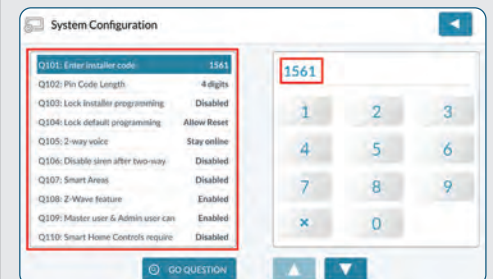 System Configuration
Q101: Enter installer code 1561
Q102: Pin Code Length 4 digits
Q103: Lock Installer programming Disabled
Q104: Lock default programming Allow Reset
Q105: 2-way voice Stay online
Q106: Disable siren after two-way Disabled
Q107: Smart Areas Disabled
Q108: Z-Wave feature Enabled
Q109: Master user & Admin user can Enabled
Q110: Smart Home Controls require Disabled
GO QUESTION
1561
1 2 3
4 5 6
7 8 9
× 0